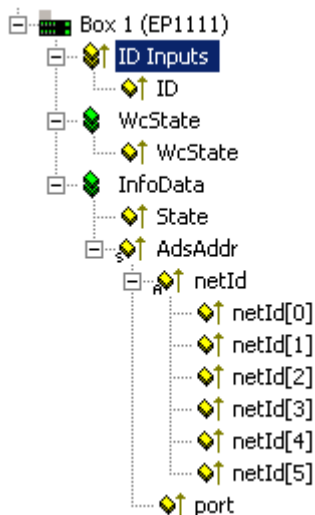 Box 1 (EP1111)
ID Inputs
ID
WcState
WcState
InfoData
State
AdsAddr
netId
netId[0]
netId[1]
netId[2]
netId[3]
netId[4]
netId[5]
port